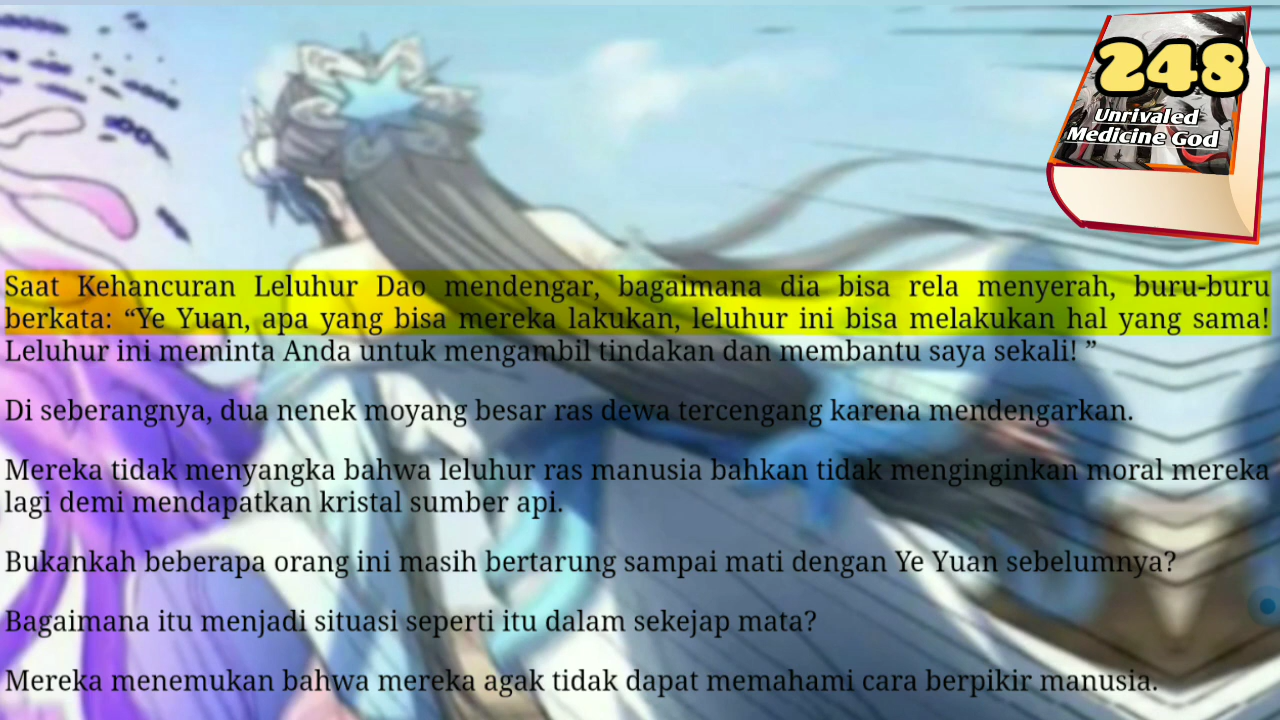 248
Unrivaled
Medicine God
Saat Kehancuran Leluhur Dao mendengar, bagaimana dia bisa rela menyerah, buru-buru
berkata: “Ye Yuan, apa yang bisa mereka lakukan, leluhur ini bisa melakukan hal yang sama!
Leluhur ini meminta Anda untuk mengambil tindakan dan membantu saya sekali! ”
Di seberangnya, dua nenek moyang besar ras dewa tercengang karena mendengarkan.
Mereka tidak menyangka bahwa leluhur ras manusia bahkan tidak menginginkan moral mereka
lagi demi mendapatkan kristal sumber api.
Bukankah beberapa orang ini masih bertarung sampai mati dengan Ye Yuan sebelumnya?
Bagaimana itu menjadi situasi seperti itu dalam sekejap mata?
Mereka menemukan bahwa mereka agak tidak dapat memahami cara berpikir manusia.